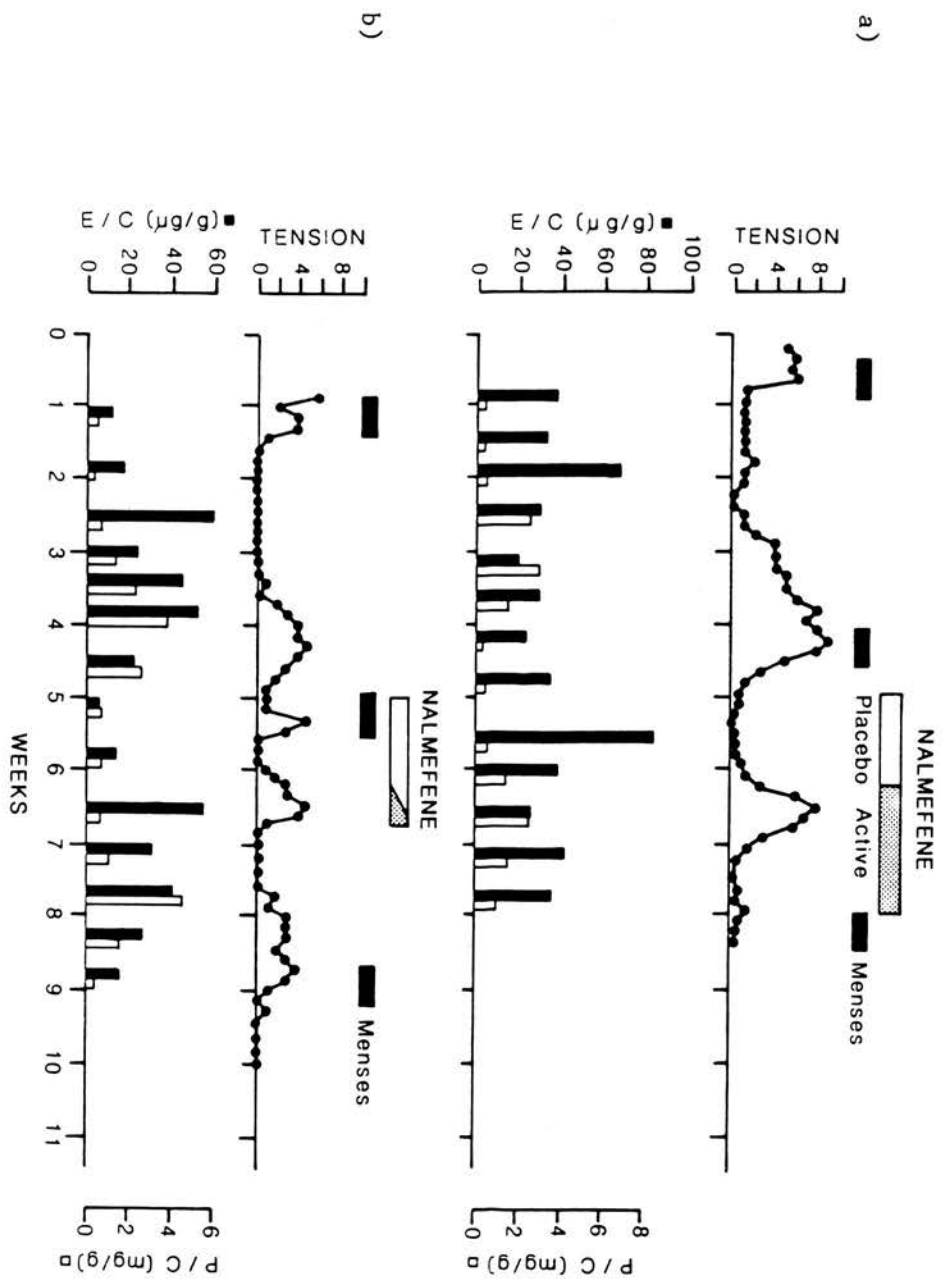 a)
NALMEFENE
Placebo Active
Menses
TENSION
0 4 8
E / C (µg/g) ■
0 20 40 60 80 100
P / C (mg/g) □
0 2 4 6 8
b)
NALMEFENE
Menses
TENSION
0 4 8
E / C (µg/g) ■
0 20 40 60
P / C (mg/g) □
0 2 4 6
0 1 2 3 4 5 6 7 8 9 10 11
WEEKS